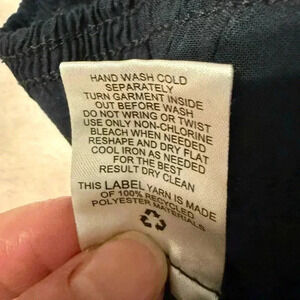 HAND WASH COLD
SEPARATELY
TURN GARMENT INSIDE
OUT BEFORE WASH
DO NOT WRING OR TWIST
USE ONLY NON-CHLORINE
BLEACH WHEN NEEDED
RESHAPE AND DRY FLAT
COOL IRON AS NEEDED
FOR THE BEST
RESULT DRY CLEAN
THIS LABEL YARN IS MADE
OF 100% RECYCLED
POLYESTER MATERIALS